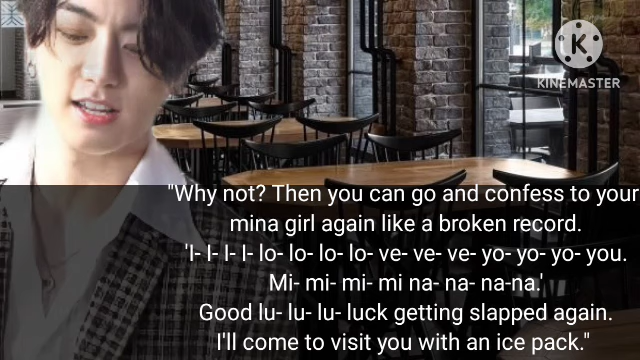 KINEMASTER
"Why not? Then you can go and confess to your
mina girl again like a broken record.
'I- I- I- I- lo- lo- lo- lo- ve- ve- ve- yo- yo- yo- you.
Mi- mi- mi- mi na- na- na-na.'
Good lu- lu- lu- luck getting slapped again.
I'll come to visit you with an ice pack."